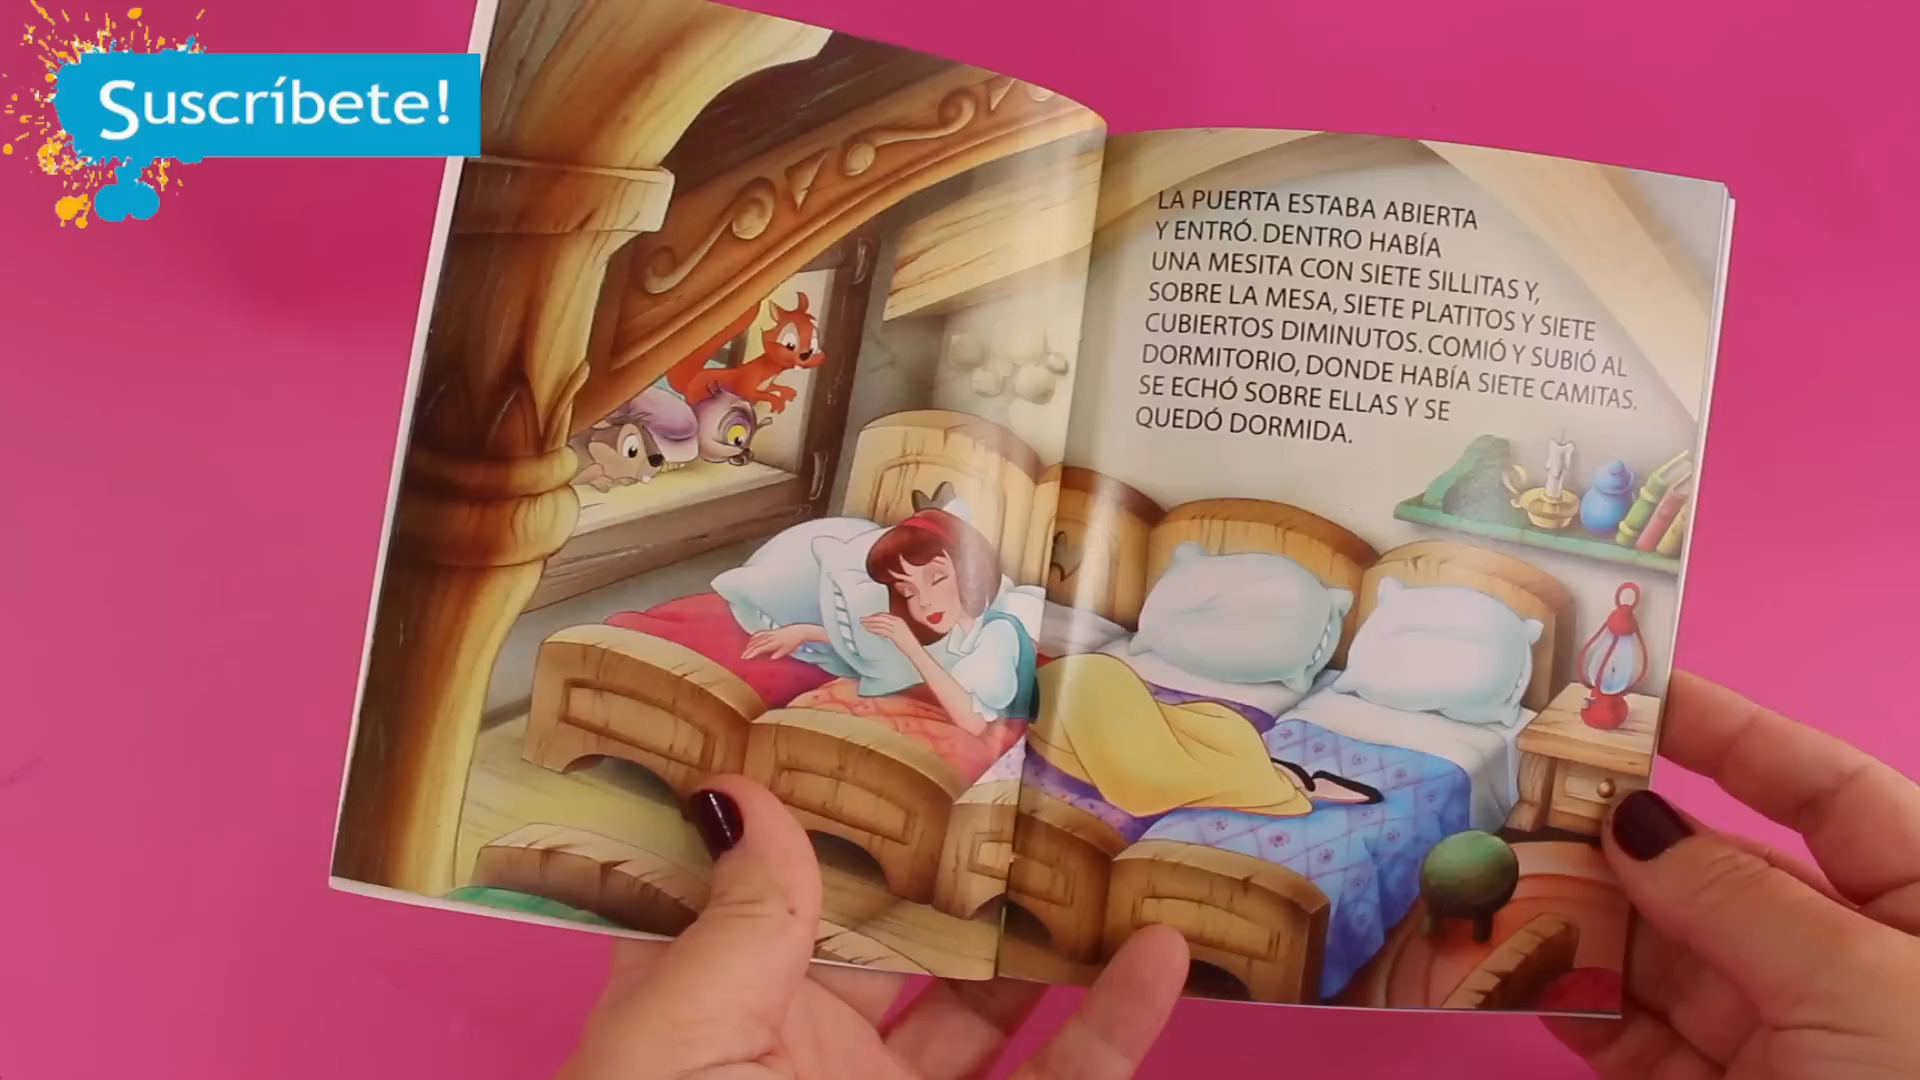 Suscríbete!
LA PUERTA ESTABA ABIERTA
Y ENTRÓ. DENTRO HABÍA
UNA MESITA CON SIETE SILLITAS Y,
SOBRE LA MESA, SIETE PLATITOS Y SIETE
CUBIERTOS DIMINUTOS. COMIÓ Y SUBIÓ AL
DORMITORIO, DONDE HABÍA SIETE CAMITAS.
SE ECHÓ SOBRE ELLAS Y SE
QUEDÓ DORMIDA.